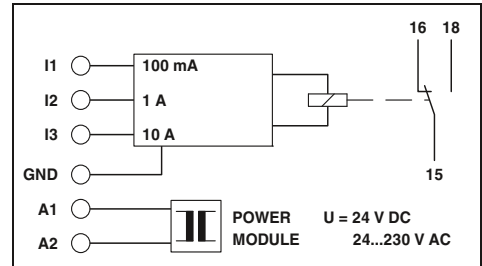 16 18
I1 100 mA
I2 1 A
I3 10 A
GND
15
A1
POWER U = 24 V DC
A2
MODULE 24...230 V AC